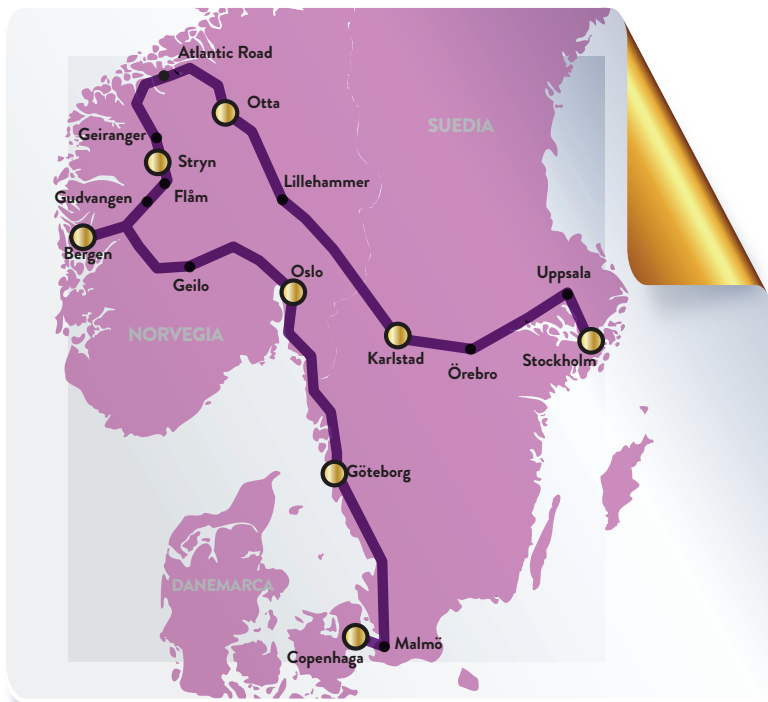 Atlantic Road
Otta
SUEDIA
Geiranger
Stryn
Lillehammer
Gudvangen
Flåm
Bergen
Oslo
Uppsala
Geilo
NORVEGIA
Karlstad
Stockholm
Örebro
Göteborg
DANEMARCA
Malmö
Copenhaga